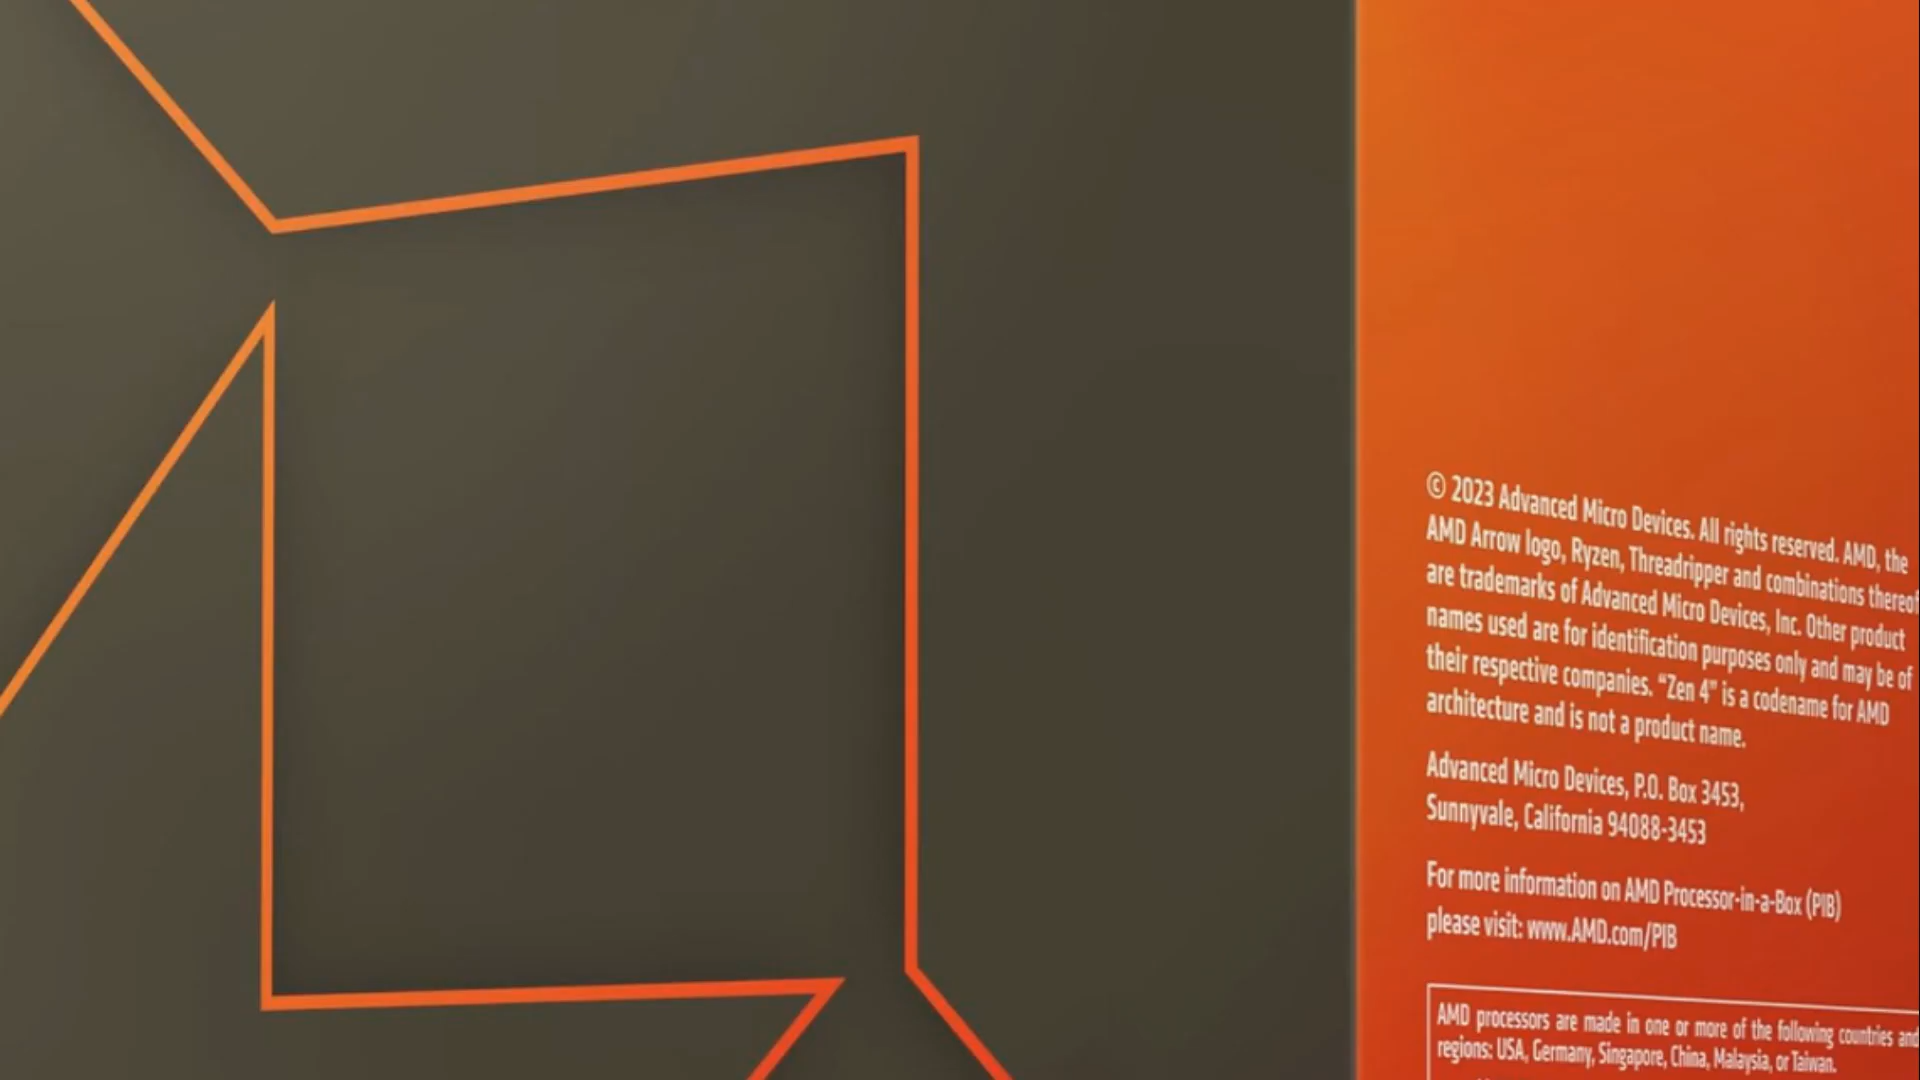 © 2023 Advanced Micro Devices. All rights reserved. AMD, the
AMD Arrow logo, Ryzen, Threadripper and combinations thereof
are trademarks of Advanced Micro Devices, Inc. Other product
names used are for identification purposes only and may be of
their respective companies. “Zen 4” is a codename for AMD
architecture and is not a product name.
Advanced Micro Devices, P.O. Box 3453,
Sunnyvale, California 94088-3453
For more information on AMD Processor-in-a-Box (PIB)
please visit: www.AMD.com/PIB
AMD processors are made in one or more of the following countries and
regions: USA, Germany, Singapore, China, Malaysia, or Taiwan.